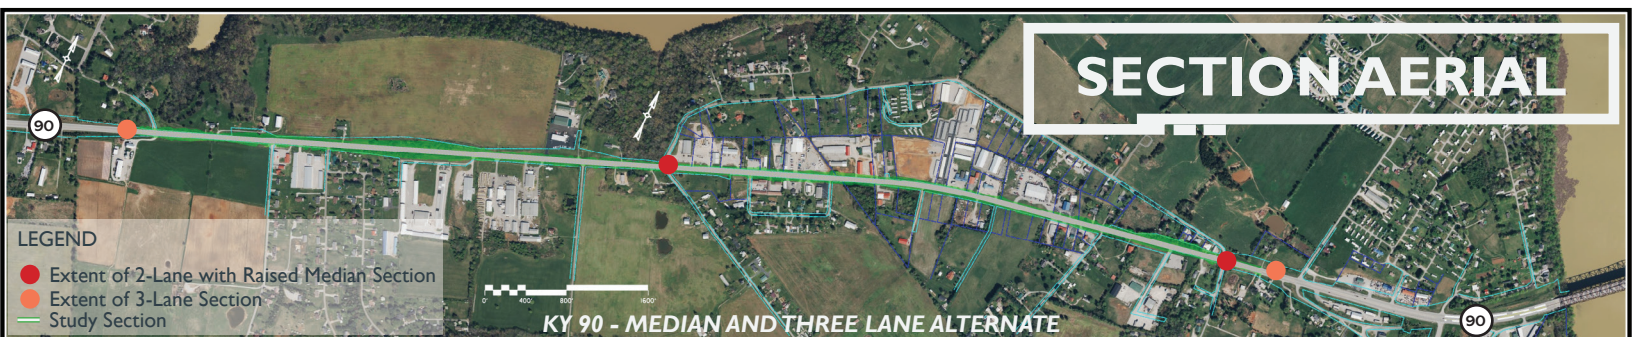 SECTION AERIAL
90
LEGEND
Extent of 2-Lane with Raised Median Section
Extent of 3-Lane Section
Study Section
0' 400' 800' 1600'
KY 90 - MEDIAN AND THREE LANE ALTERNATE
90